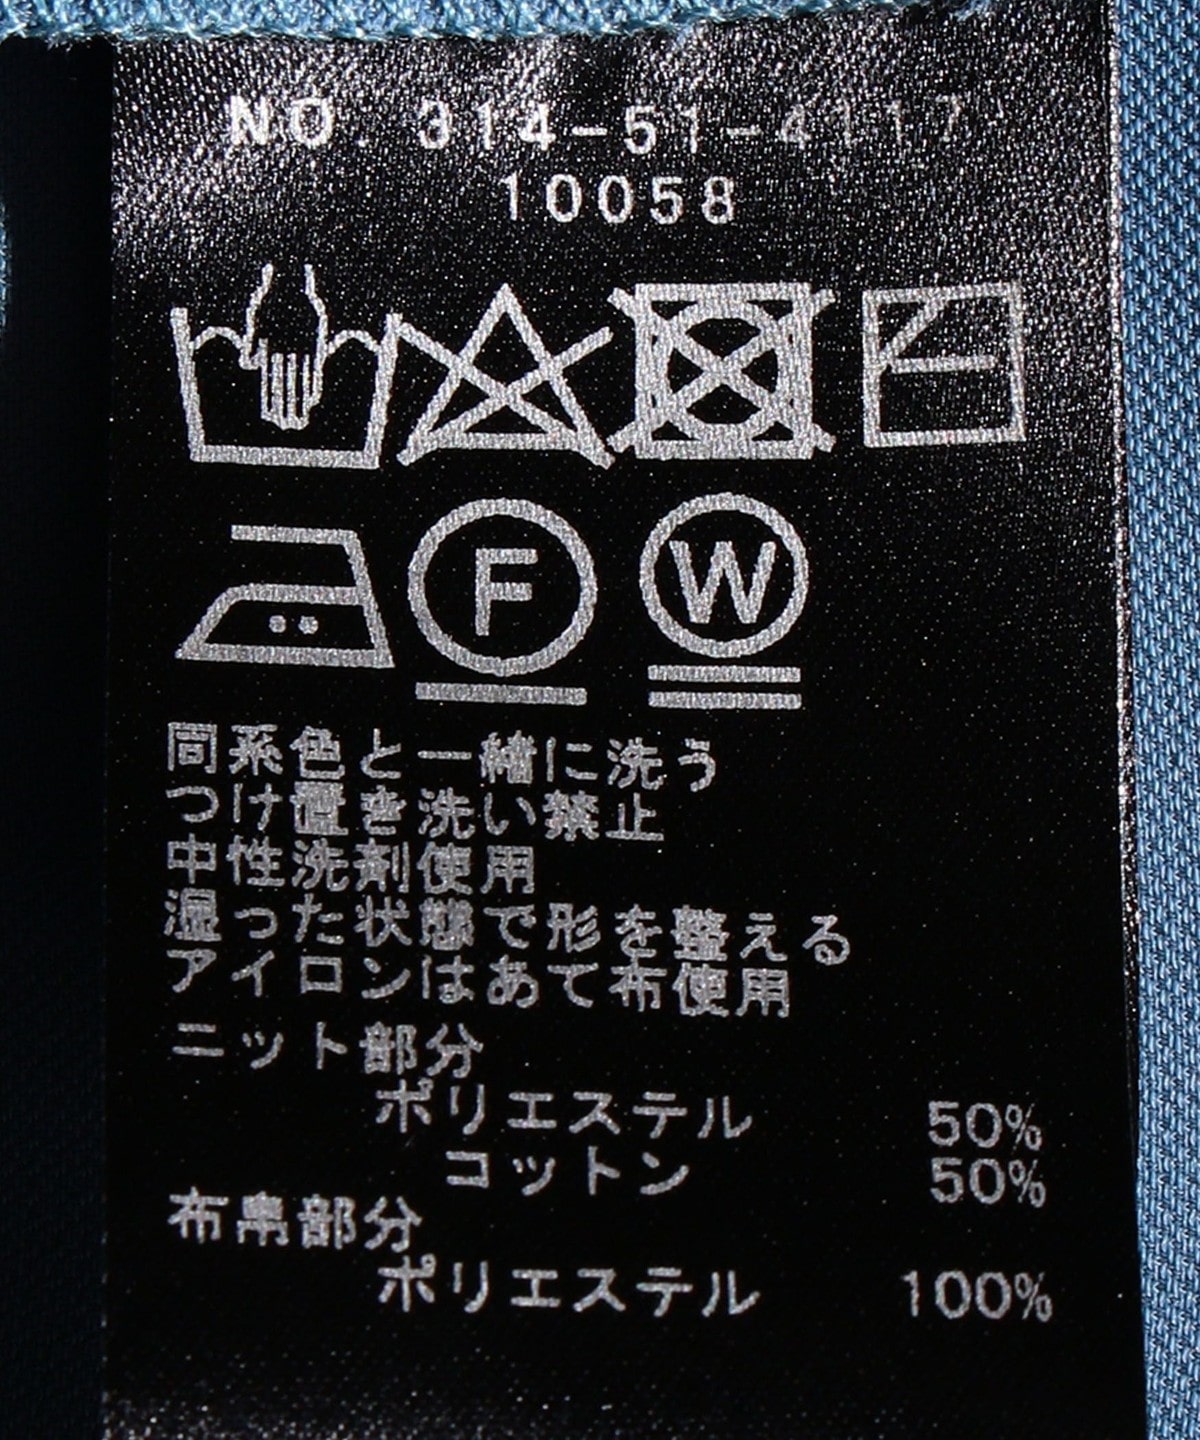 NO. 314-51-4117
10058
F
W
同系色と一緒に洗う
つけ置き洗い禁止
中性洗剤使用
湿った状態で形を整える
アイロンはあて布使用
ニット部分
ポリエステル 50%
コットン 50%
布帛部分
ポリエステル 100%